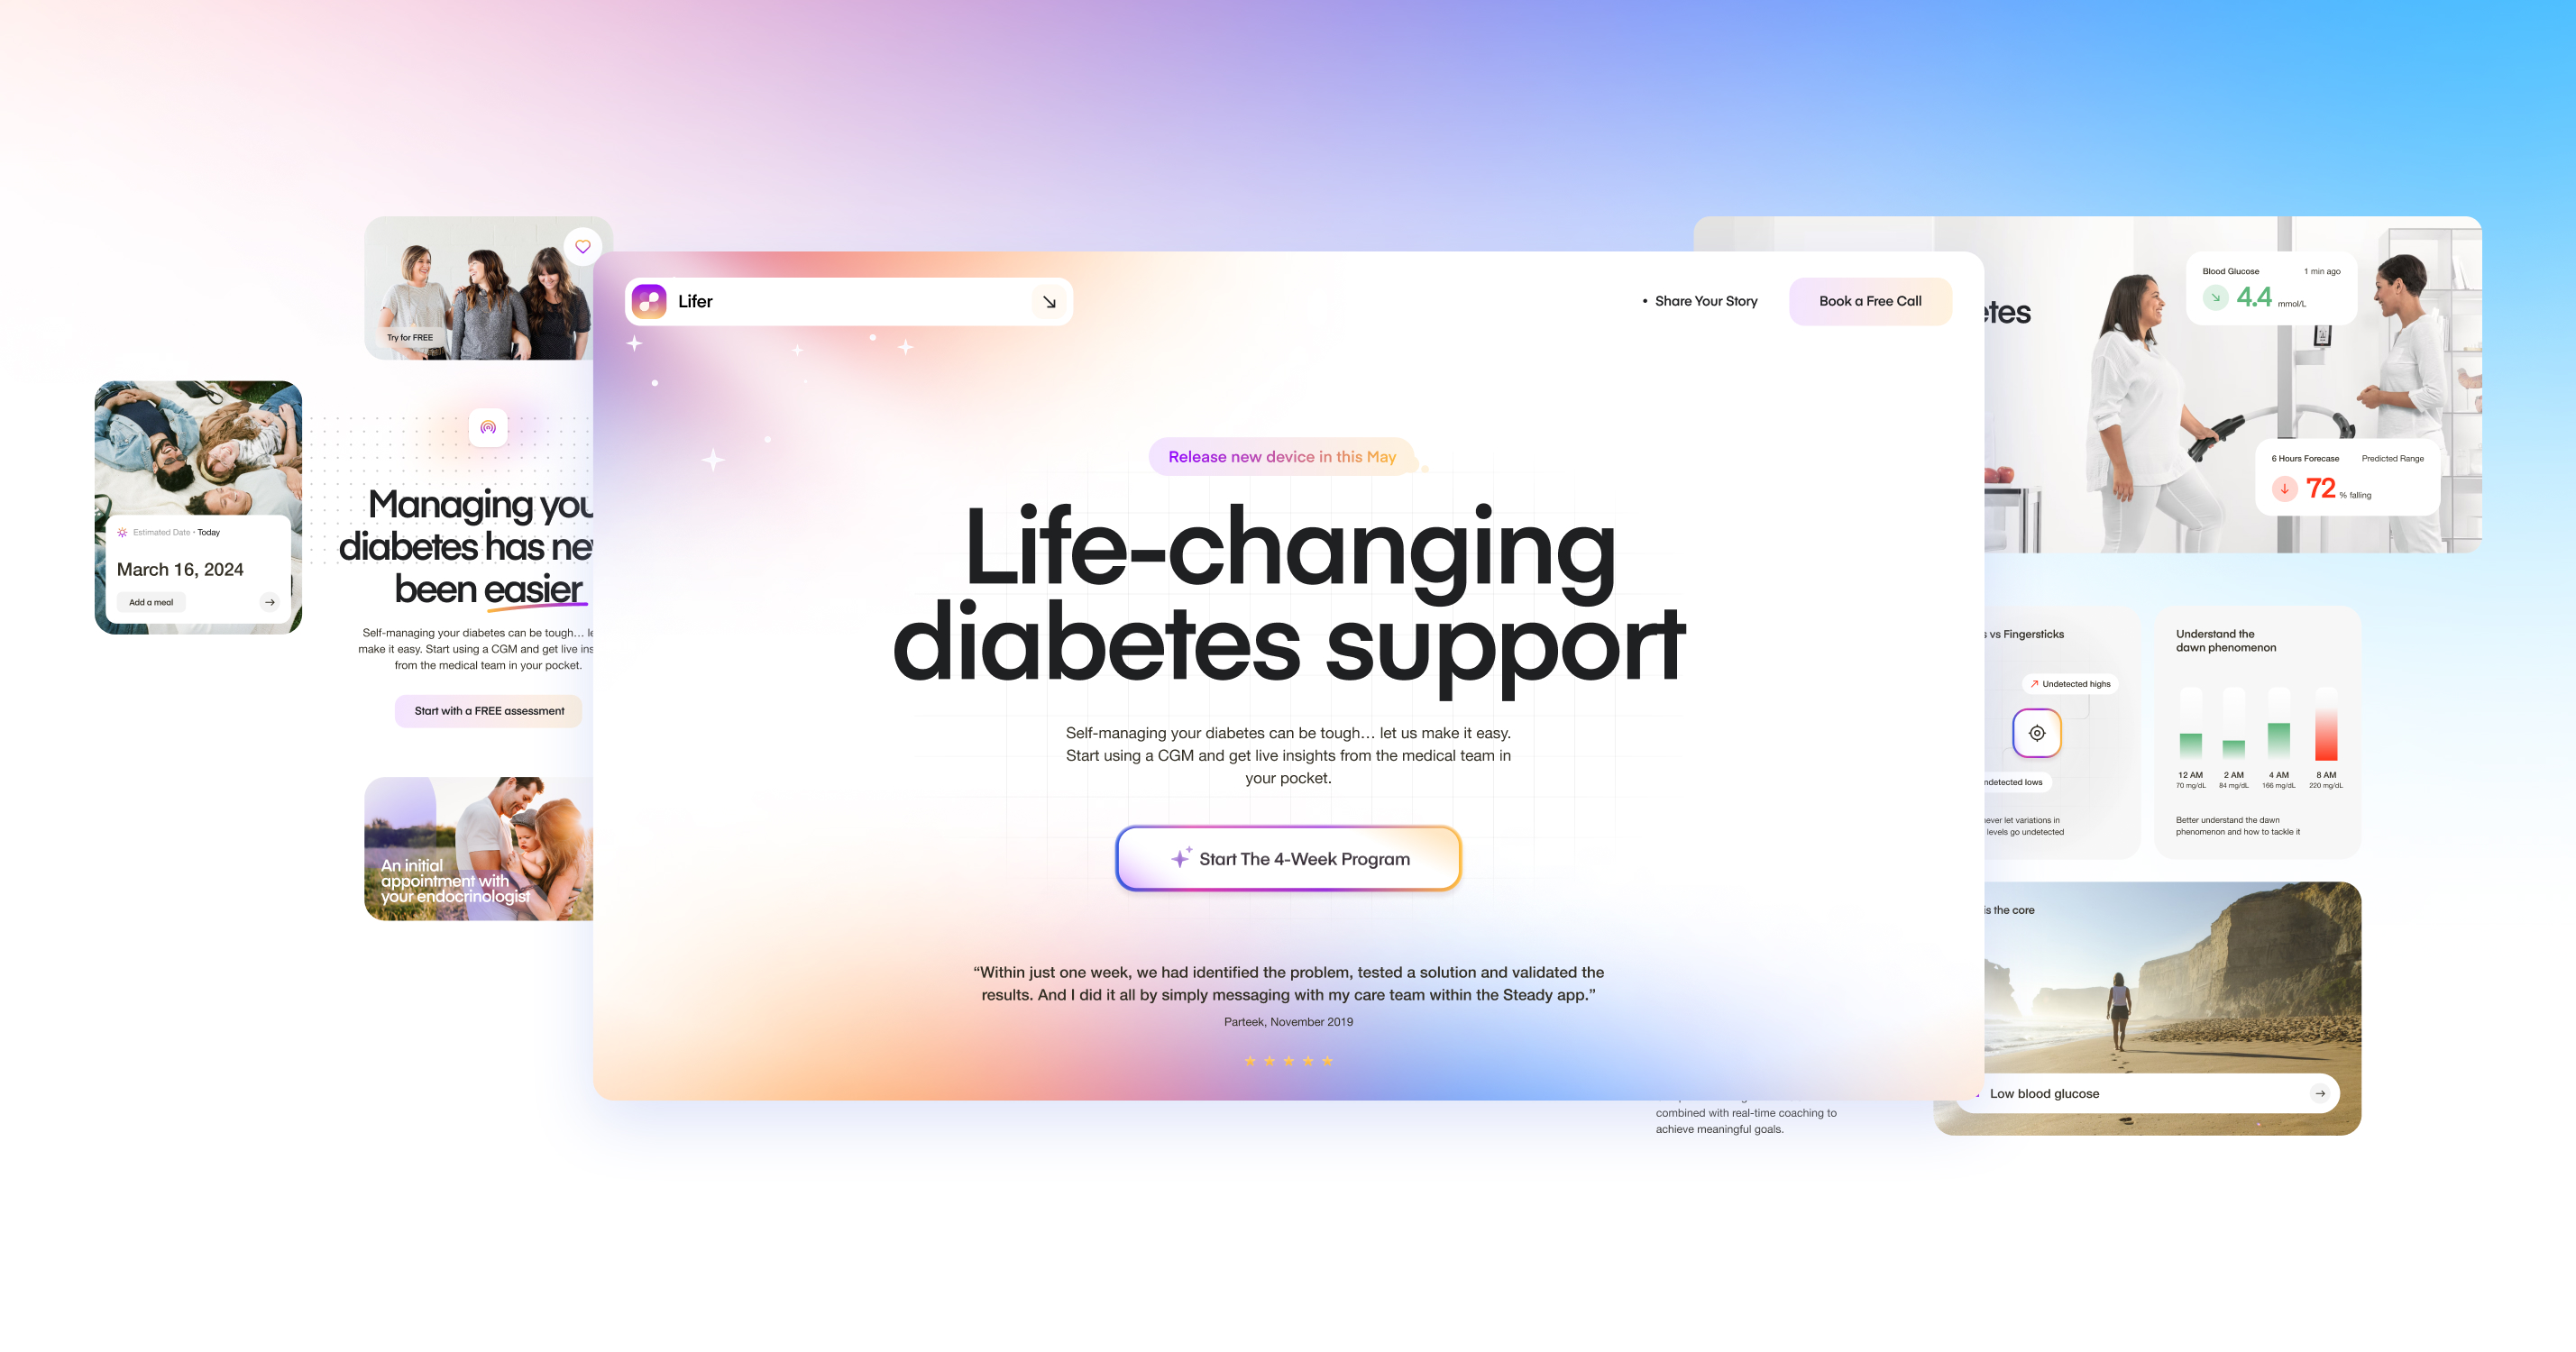 Try for FREE
Estimated Date • Today
March 16, 2024
Add a meal
Managing
diabetes has
been easier
Self-managing your diabetes can be tough…
make it easy. Start using a CGM and get live
from the medical team in your pocket.
Start with a FREE assessment
An initial
appointment with
your endocrinologist
Lifer
• Share Your Story
Book a Free Call
Release new device in this May
Life-changing
diabetes support
Self-managing your diabetes can be tough… let us make it easy.
Start using a CGM and get live insights from the medical team in
your pocket.
Start The 4-Week Program
“Within just one week, we had identified the problem, tested a solution and validated the
results. And I did it all by simply messaging with my care team within the Steady app.”
Parteek, November 2019
combined with real-time coaching to
achieve meaningful goals.
Blood Glucose
1 min ago
4.4 mmol/L
6 Hours Forecase
Predicted Range
72 % falling
vs Fingersticks
Undetected highs
lows
let variations in
levels go undetected
Understand the
dawn phenomenon
12 AM 2 AM 4 AM 8 AM
70 mg/dL 84 mg/dL 166 mg/dL 220 mg/dL
Better understand the dawn
phenomenon and how to tackle it
is the core
Low blood glucose